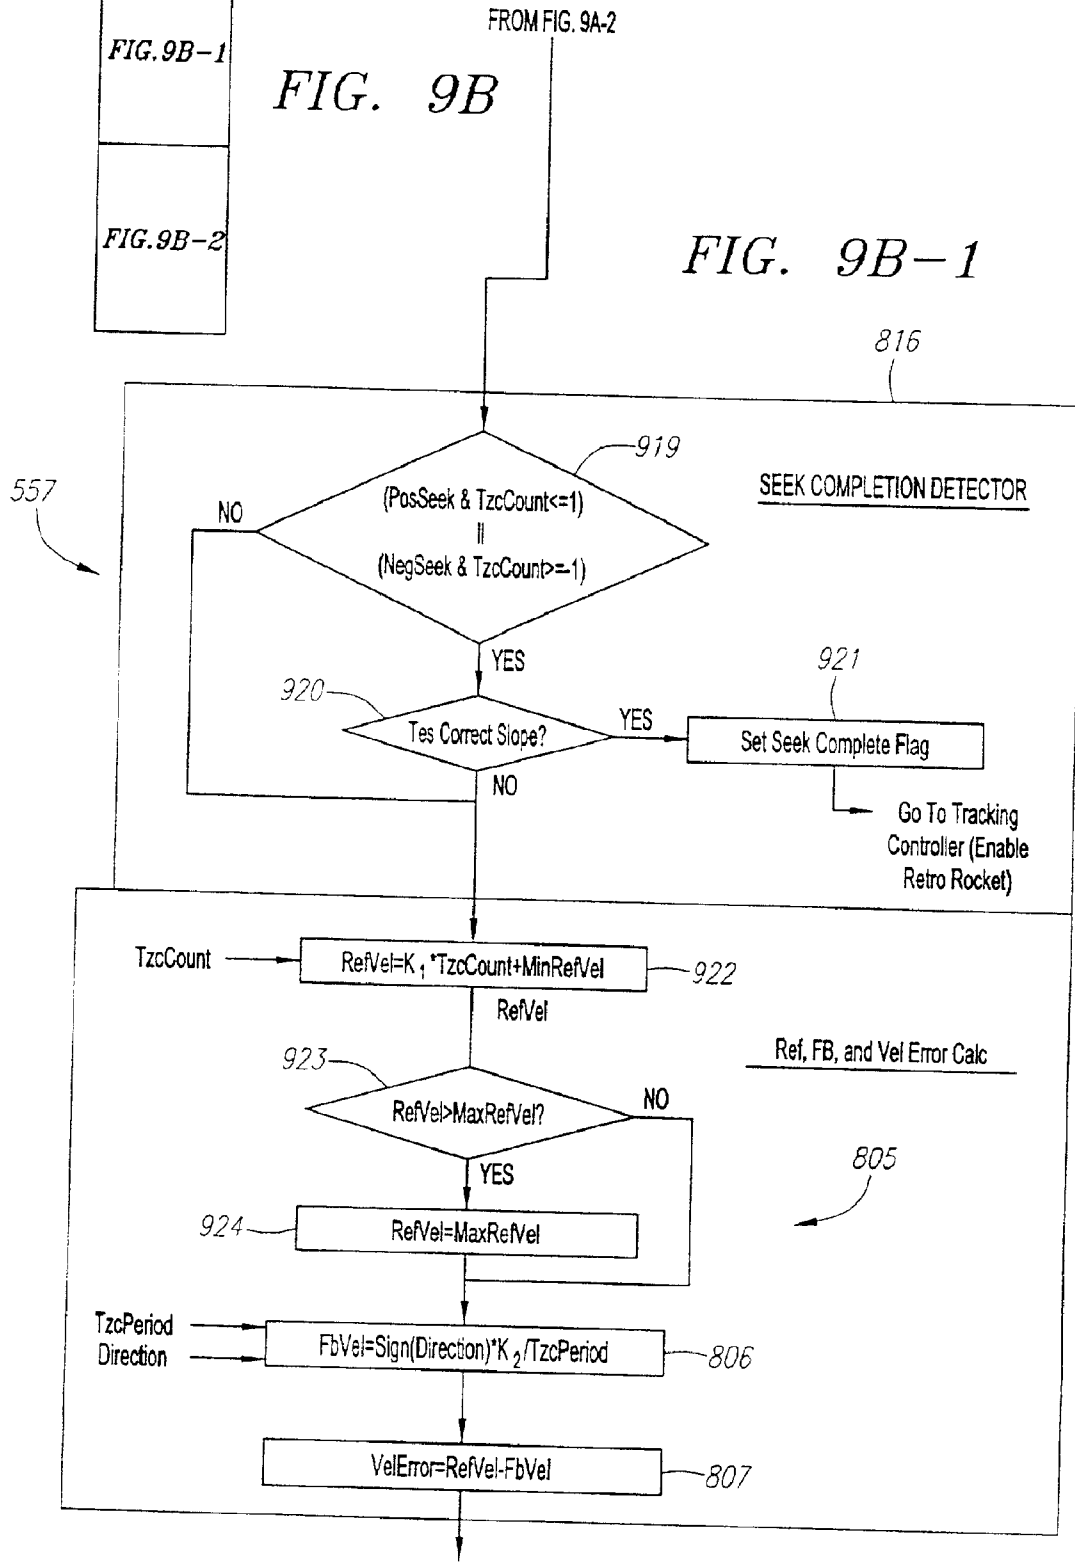 FROM FIG. 9A-2
FIG.9B-1
FIG. 9B
FIG.9B-2
FIG. 9B-1
816
919
557
NO
(PosSeek & TzcCount<=1)
||
(NegSeek & TzcCount>=-1)
SEEK COMPLETION DETECTOR
YES
920
921
Tes Correct Slope?
YES
Set Seek Complete Flag
NO
Go To Tracking
Controller (Enable
Retro Rocket)
TzcCount
RefVel=K1*TzcCount+MinRefVel
922
RefVel
Ref, FB, and Vel Error Calc
923
RefVel>MaxRefVel?
NO
YES
805
924
RefVel=MaxRefVel
TzcPeriod
Direction
FbVel=Sign(Direction)*K2/TzcPeriod
806
VelError=RefVel-FbVel
807